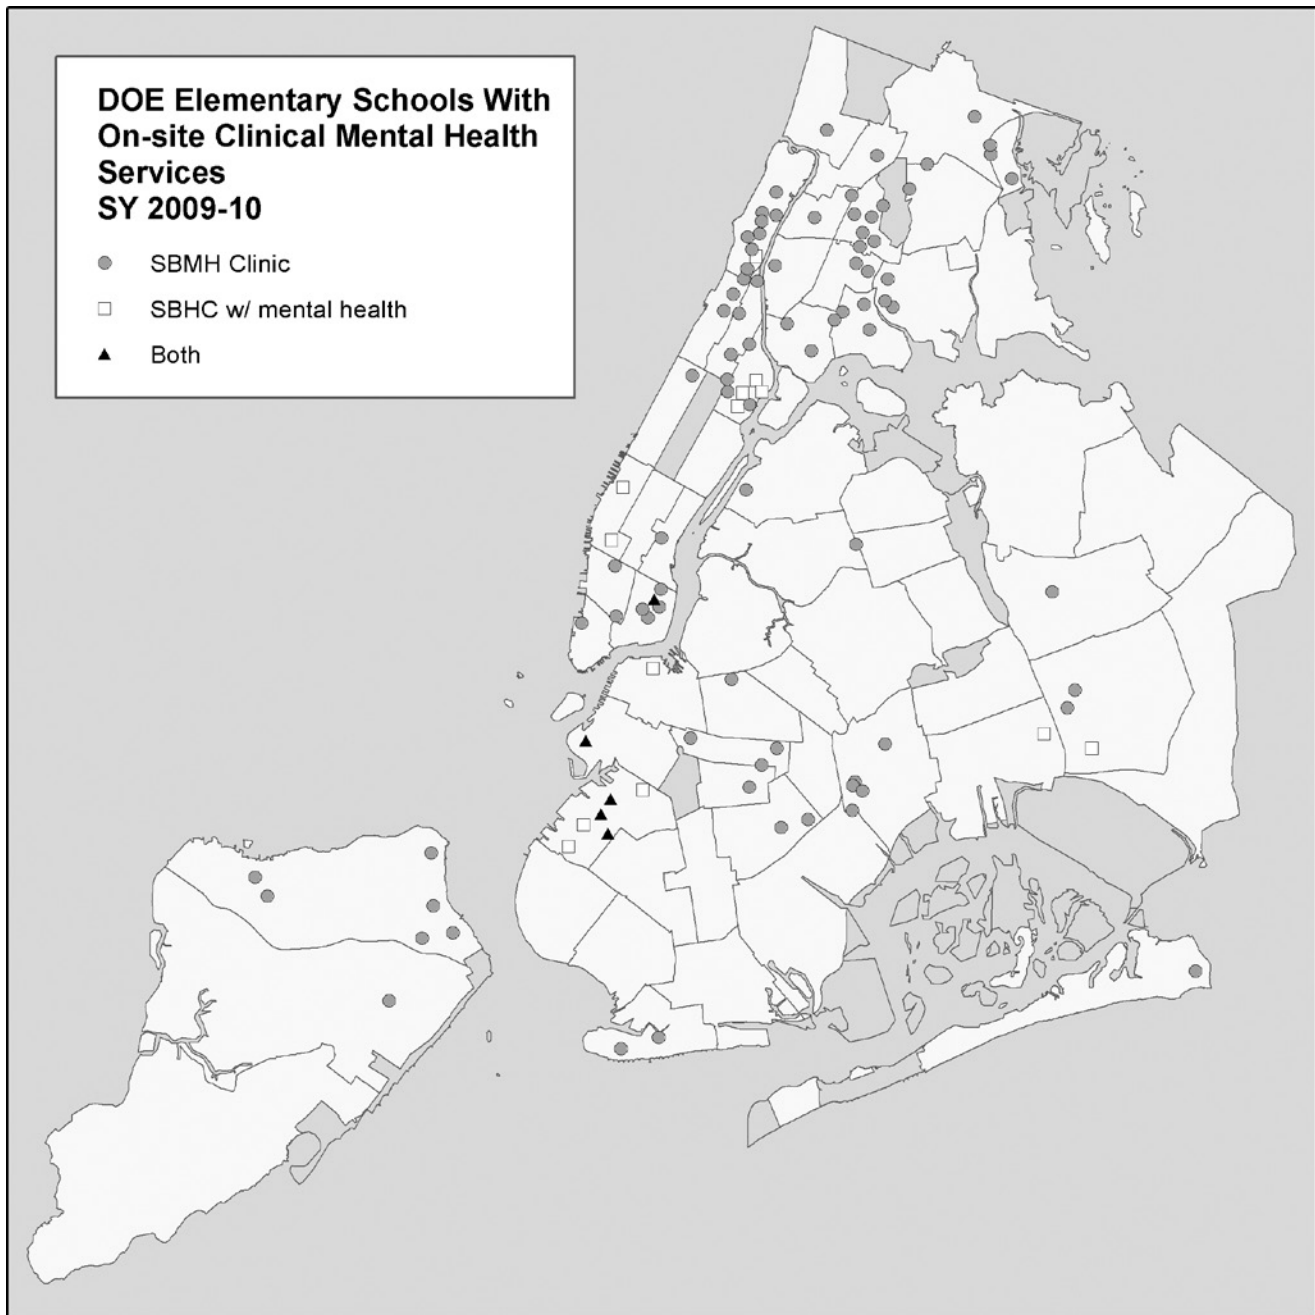 DOE Elementary Schools With
On-site Clinical Mental Health
Services
SY 2009-10
SBMH Clinic
SBHC w/ mental health
Both